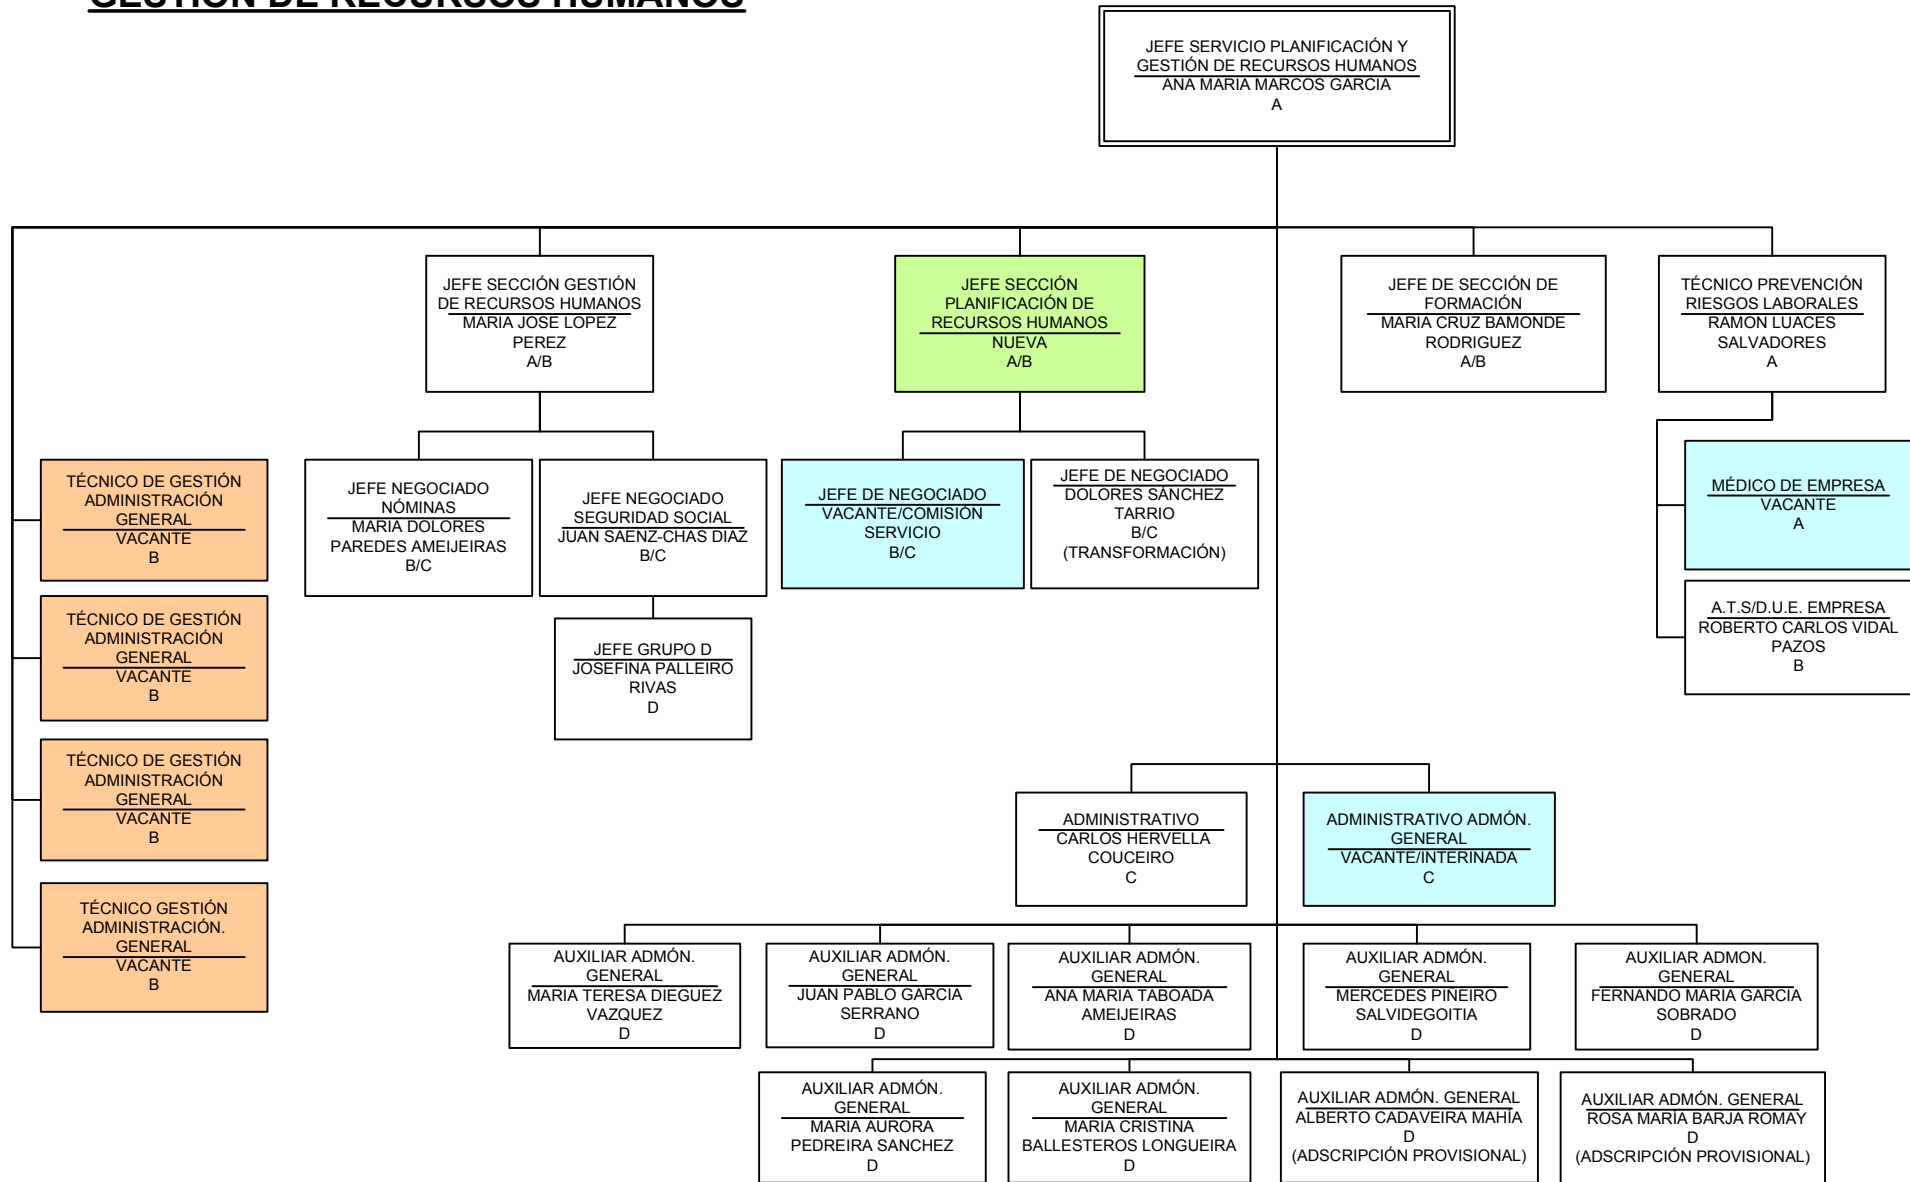 GESTIÓN DE RECURSOS HUMANOS
JEFE SERVICIO PLANIFICACIÓN Y
GESTIÓN DE RECURSOS HUMANOS
ANA MARIA MARCOS GARCIA
A
JEFE SECCIÓN GESTIÓN
DE RECURSOS HUMANOS
MARIA JOSE LOPEZ
PEREZ
A/B
JEFE SECCIÓN
PLANIFICACIÓN DE
RECURSOS HUMANOS
NUEVA
A/B
JEFE DE SECCIÓN DE
FORMACIÓN
MARIA CRUZ BAMONDE
RODRIGUEZ
A/B
TÉCNICO PREVENCIÓN
RIESGOS LABORALES
RAMON LUACES
SALVADORES
A
TÉCNICO DE GESTIÓN
ADMINISTRACIÓN
GENERAL
VACANTE
B
JEFE NEGOCIADO
NÓMINAS
MARIA DOLORES
PAREDES AMEIJEIRAS
B/C
JEFE NEGOCIADO
SEGURIDAD SOCIAL
JUAN SAENZ-CHAS DIAZ
B/C
JEFE DE NEGOCIADO
VACANTE/COMISIÓN
SERVICIO
B/C
JEFE DE NEGOCIADO
DOLORES SÁNCHEZ
TARRIO
B/C
(TRANSFORMACIÓN)
MÉDICO DE EMPRESA
VACANTE
A
TÉCNICO DE GESTIÓN
ADMINISTRACIÓN
GENERAL
VACANTE
B
JEFE GRUPO D
JOSEFINA PALLEIRO
RIVAS
D
A.T.S/D.U.E. EMPRESA
ROBERTO CARLOS VIDAL
PAZOS
B
TÉCNICO DE GESTIÓN
ADMINISTRACIÓN
GENERAL
VACANTE
B
ADMINISTRATIVO
CARLOS HERVELLA
COUCEIRO
C
ADMINISTRATIVO ADMÓN.
GENERAL
VACANTE/INTERINADA
C
TÉCNICO GESTIÓN
ADMINISTRACIÓN.
GENERAL
VACANTE
B
AUXILIAR ADMÓN.
GENERAL
MARIA TERESA DIEGUEZ
VAZQUEZ
D
AUXILIAR ADMÓN.
GENERAL
JUAN PABLO GARCIA
SERRANO
D
AUXILIAR ADMÓN.
GENERAL
ANA MARIA TABOADA
AMEIJEIRAS
D
AUXILIAR ADMÓN.
GENERAL
MERCEDES PIÑEIRO
SALVIDEGOITIA
D
AUXILIAR ADMON.
GENERAL
FERNANDO MARIA GARCIA
SOBRADO
D
AUXILIAR ADMÓN.
GENERAL
MARIA AURORA
PEDREIRA SANCHEZ
D
AUXILIAR ADMÓN.
GENERAL
MARIA CRISTINA
BALLESTEROS LONGUEIRA
D
AUXILIAR ADMÓN. GENERAL
ALBERTO CADAVEIRA MAHÍA
D
(ADSCRIPCIÓN PROVISIONAL)
AUXILIAR ADMÓN. GENERAL
ROSA MARÍA BARJA ROMAY
D
(ADSCRIPCIÓN PROVISIONAL)